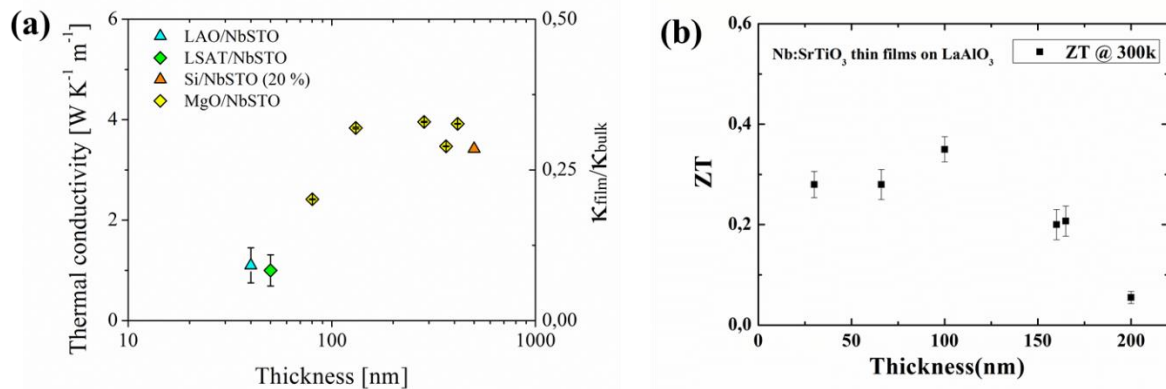 (a)
6
4
2
0
Thermal conductivity [W K⁻¹ m⁻¹]
LAO/NbSTO
LSAT/NbSTO
Si/NbSTO (20 %)
MgO/NbSTO
0,50
0,25
0,00
κfilm/κbulk
10
100
1000
Thickness [nm]
(b)
0,6
0,4
0,2
0,0
ZT
Nb:SrTiO₃ thin films on LaAlO₃
ZT @ 300k
0
50
100
150
200
Thickness(nm)